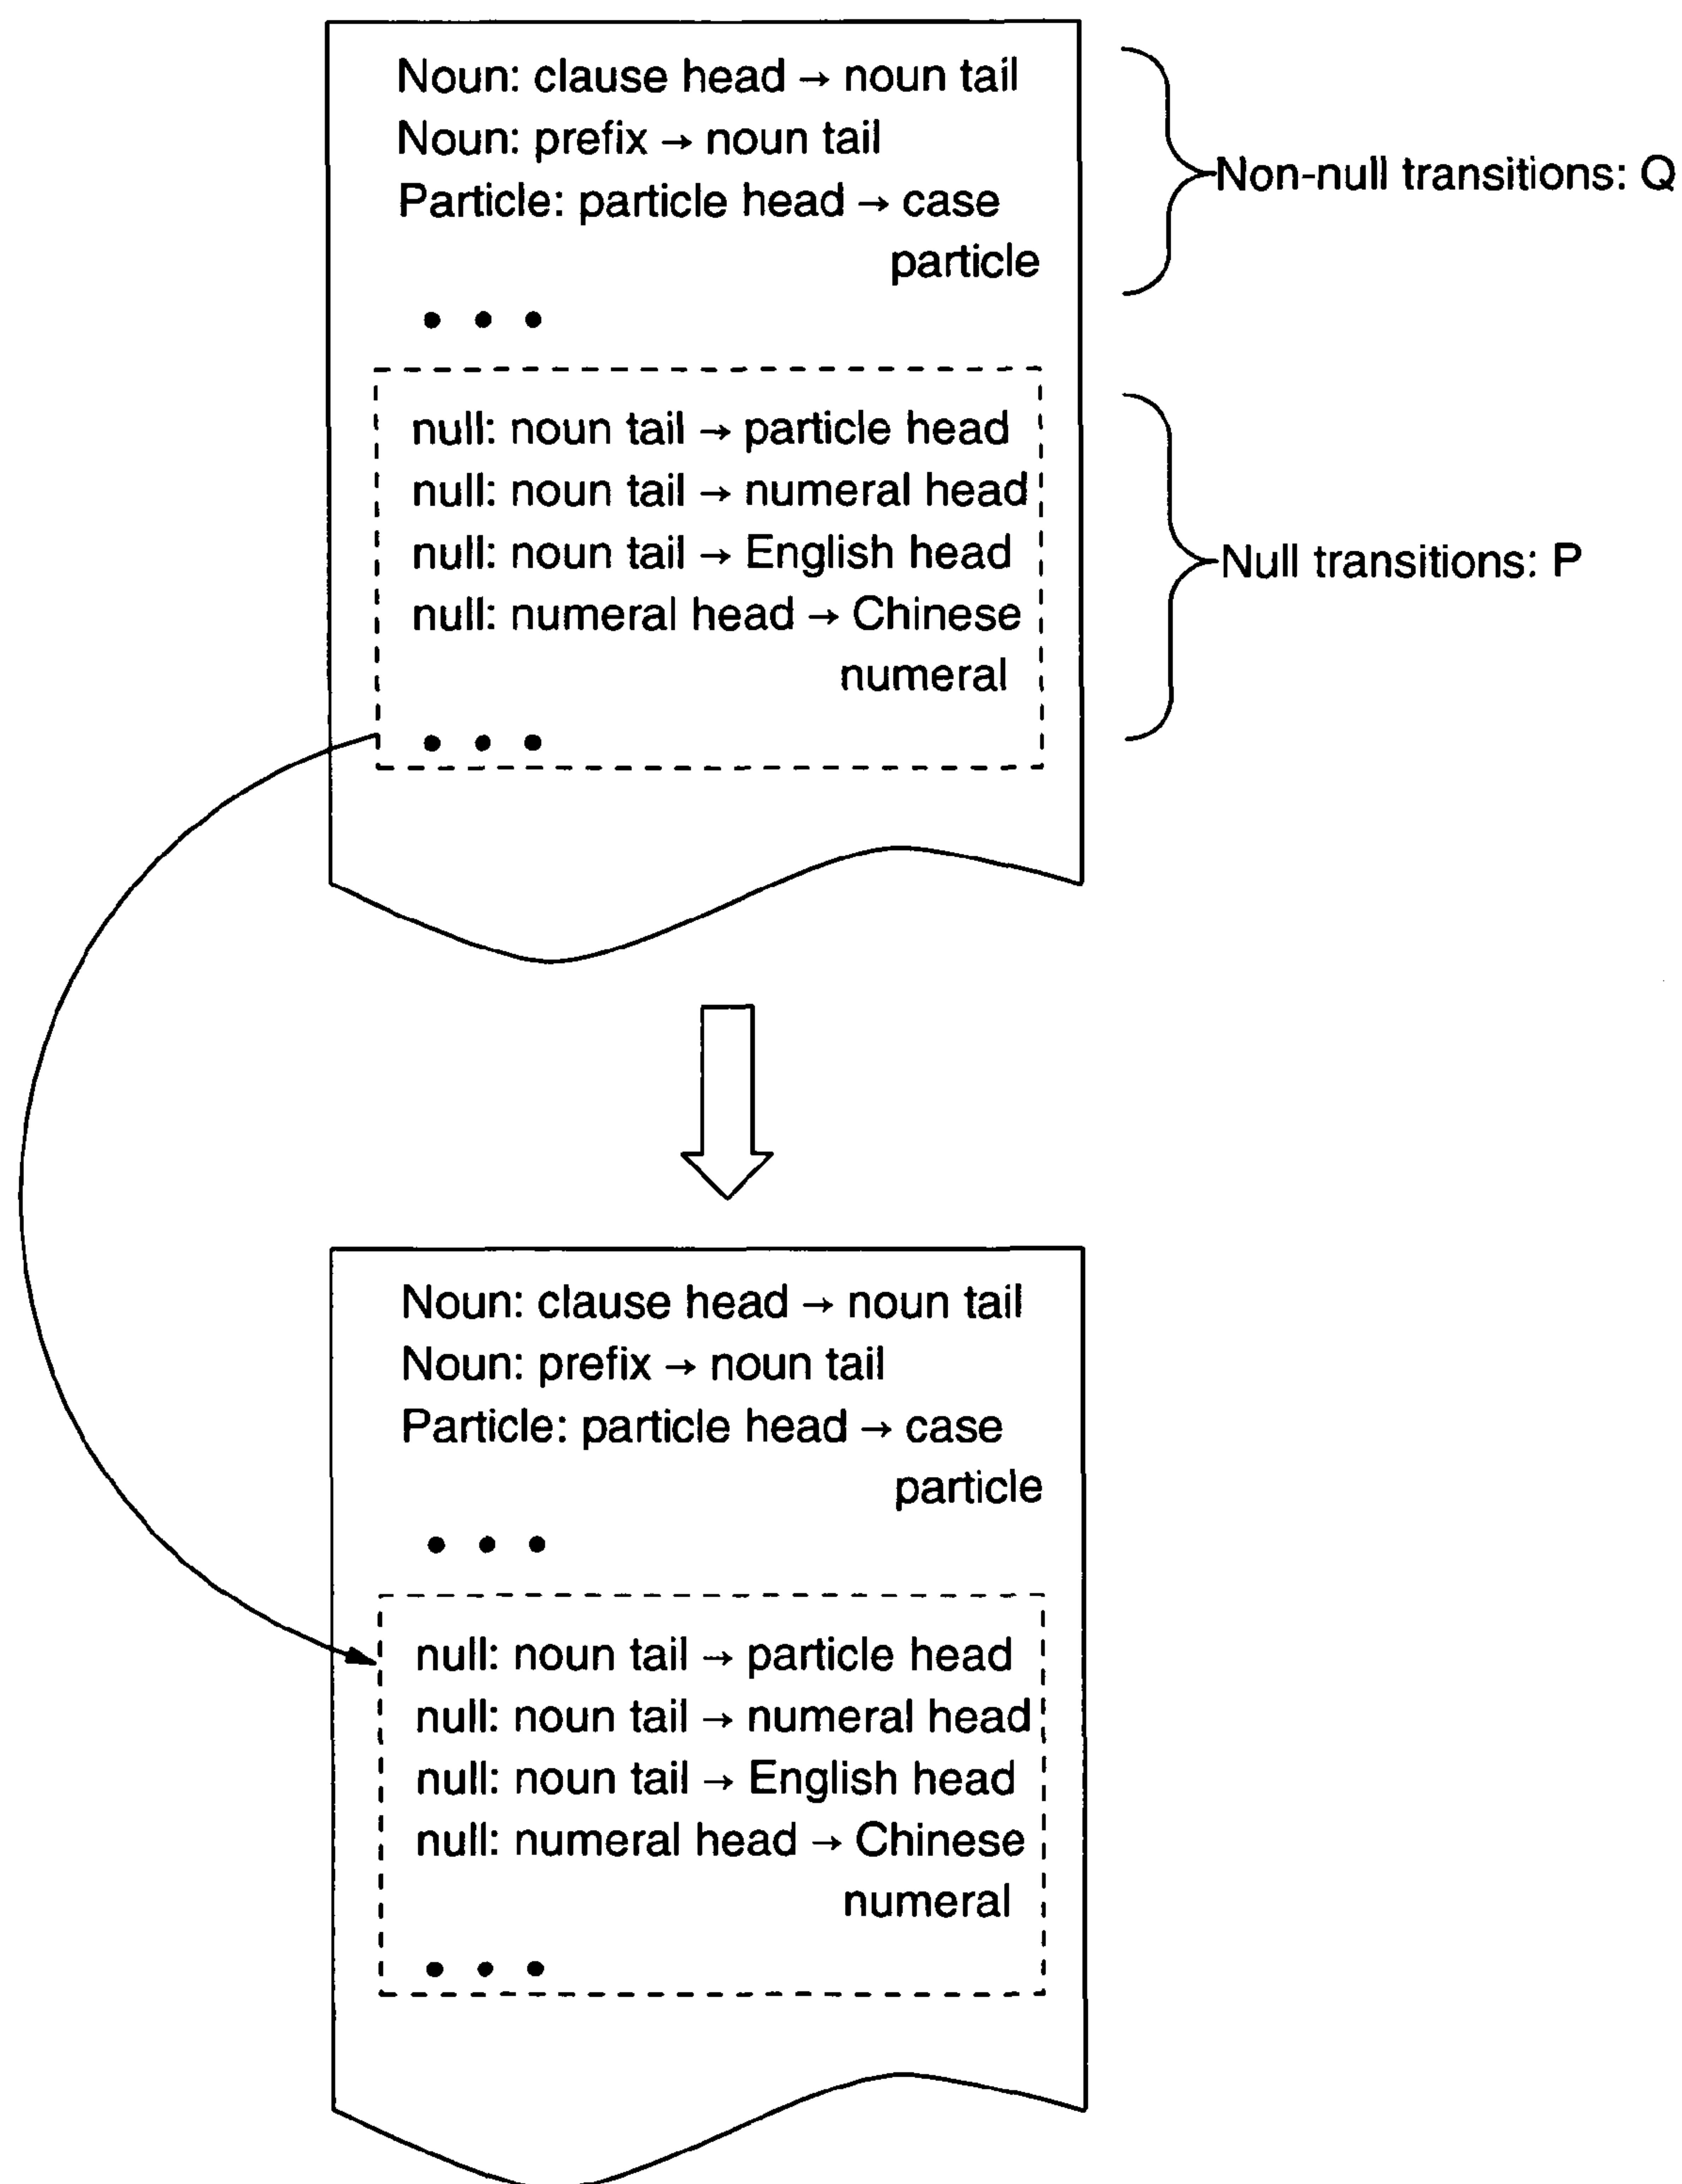 Noun: clause head → noun tail
Noun: prefix → noun tail
Particle: particle head → case
particle
• • •
Non-null transitions: Q
null: noun tail → particle head
null: noun tail → numeral head
null: noun tail → English head
null: numeral head → Chinese
numeral
• • •
Null transitions: P
Noun: clause head → noun tail
Noun: prefix → noun tail
Particle: particle head → case
particle
• • •
null: noun tail → particle head
null: noun tail → numeral head
null: noun tail → English head
null: numeral head → Chinese
numeral
• • •